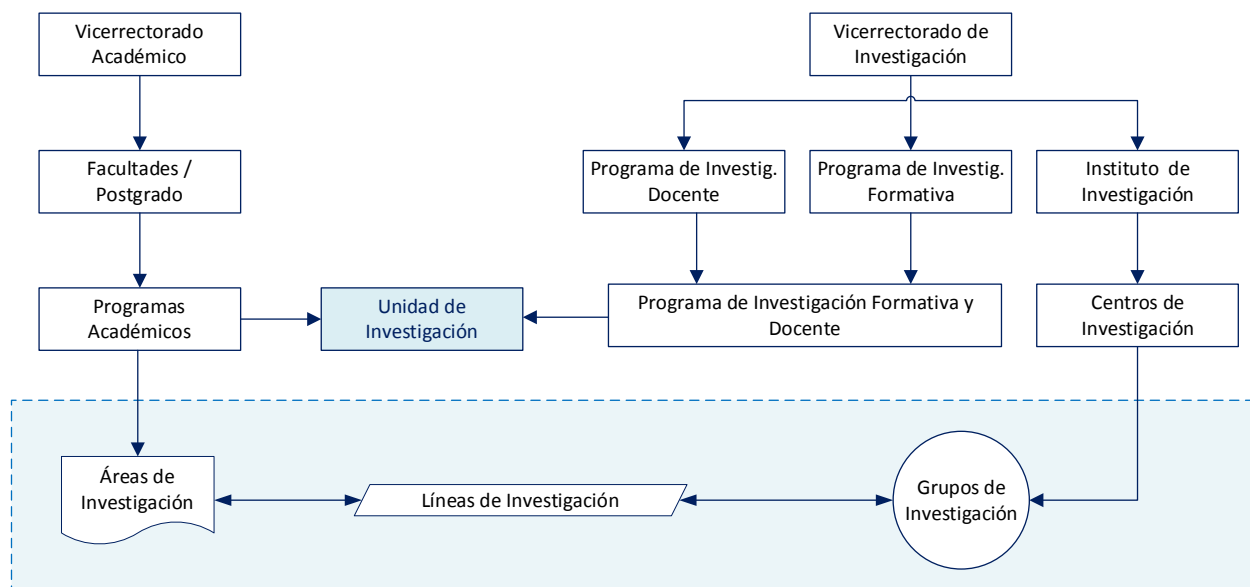 Vicerrectorado
Académico
Vicerrectorado de
Investigación
Facultades /
Postgrado
Programa de Investig.
Docente
Programa de Investig.
Formativa
Instituto de
Investigación
Programas
Académicos
Unidad de
Investigación
Programa de Investigación Formativa y
Docente
Centros de
Investigación
Áreas de
Investigación
Líneas de Investigación
Grupos de
Investigación